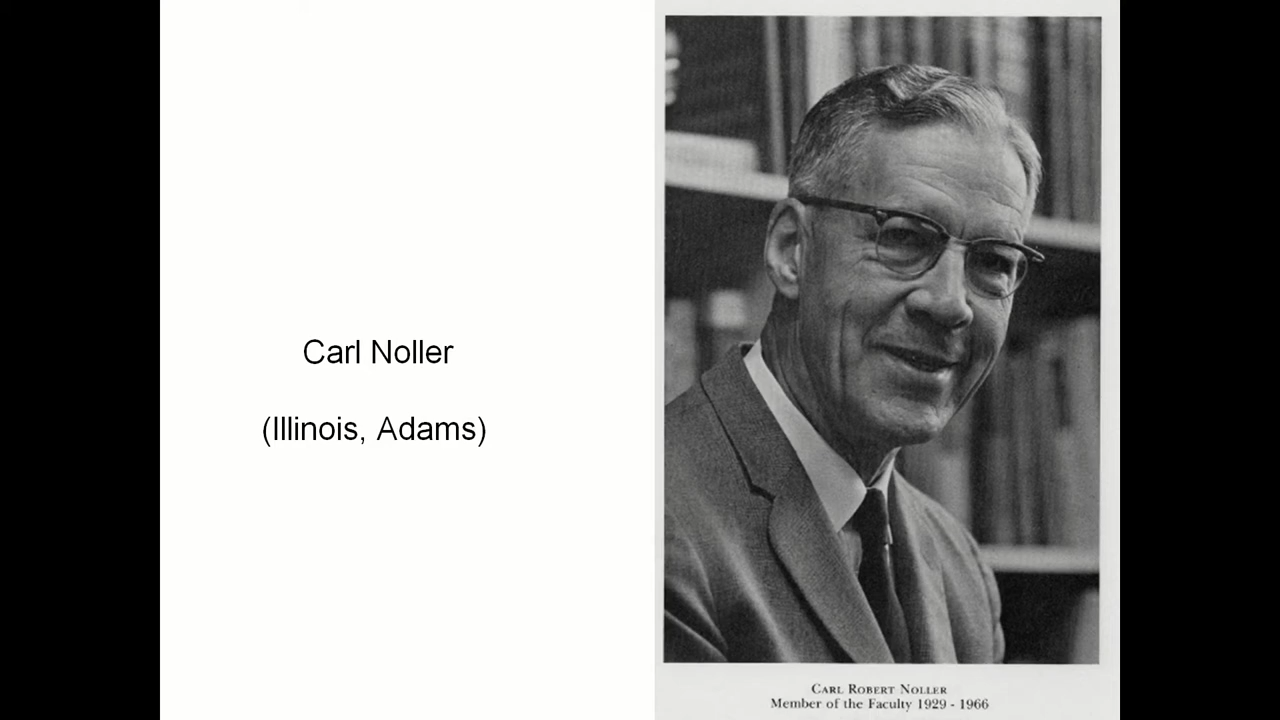 Carl Noller
(Illinois, Adams)
CARL ROBERT NOLLER
Member of the Faculty 1929 - 1966